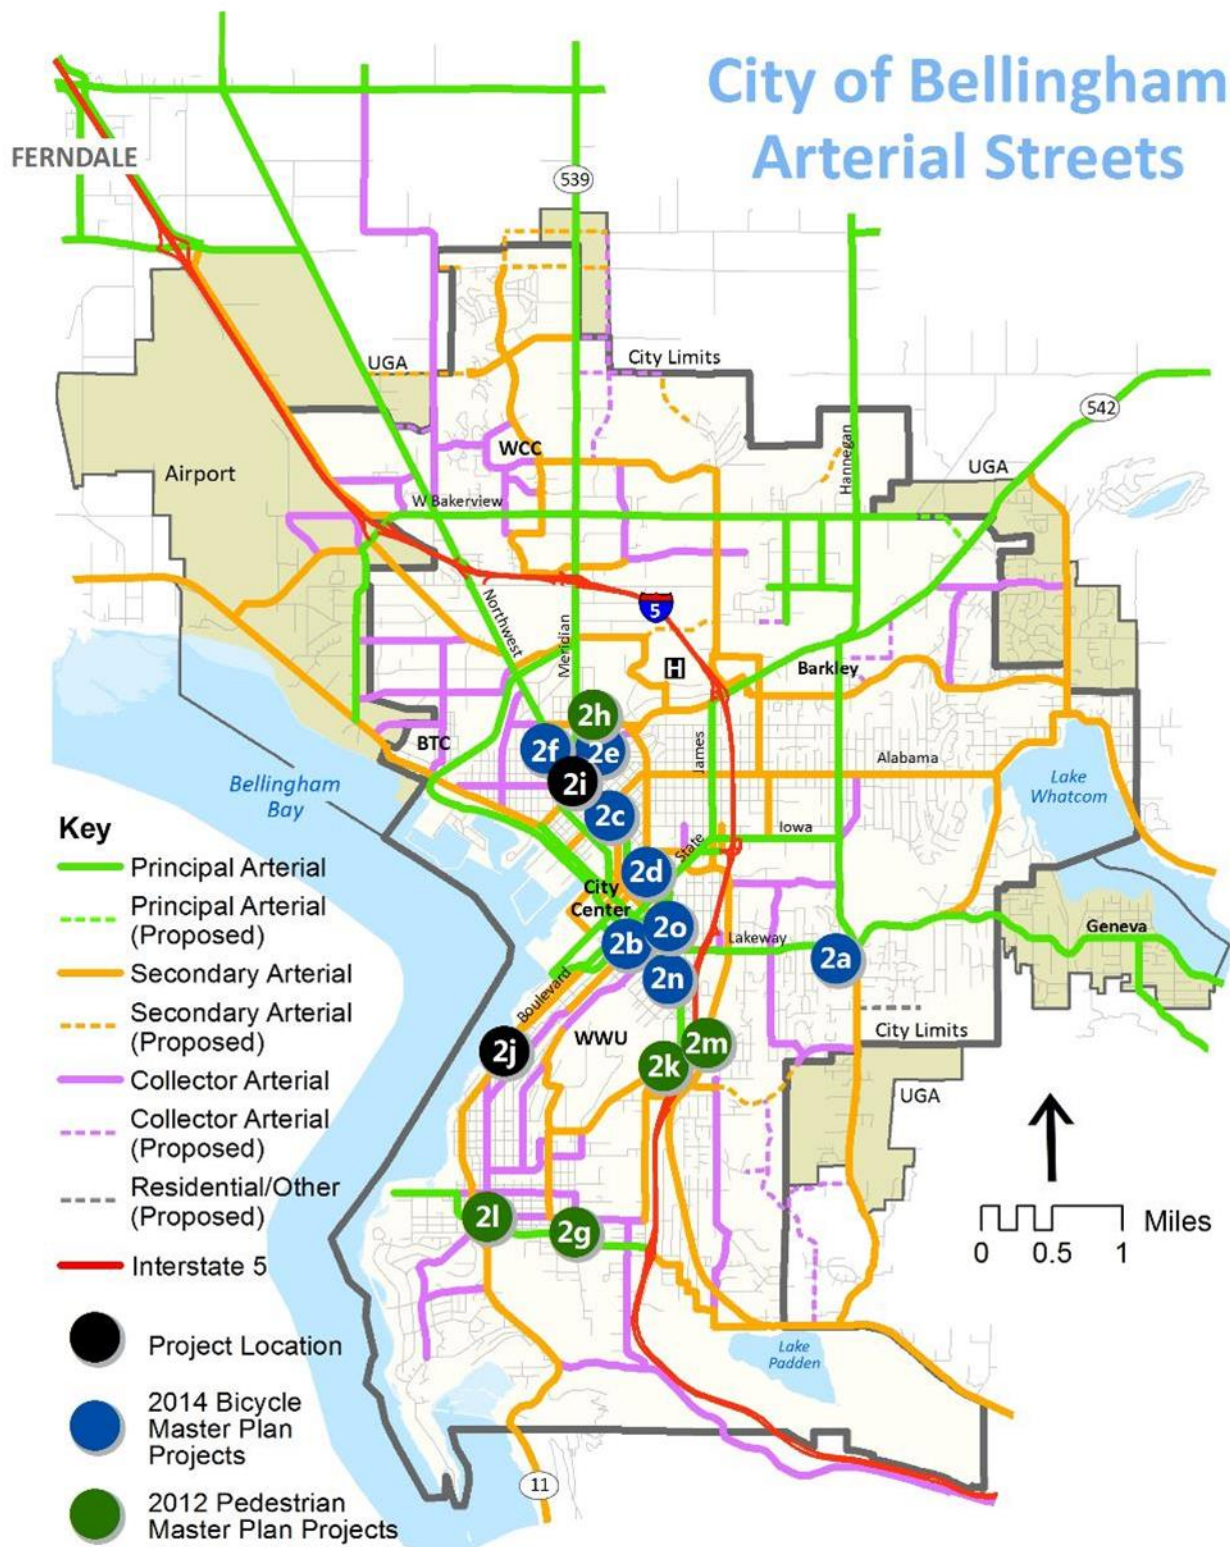 City of Bellingham
Arterial Streets
FERNDALE
539
UGA
City Limits
542
WCC
UGA
Airport
W Bakerview
Hannegan
5
Northwest
Meridian
H
Barkley
2h
2f
2e
BTC
James
Alabama
Lake
Whatcom
Bellingham
Bay
2i
2c
Iowa
State
Key
Principal Arterial
Principal Arterial
(Proposed)
Secondary Arterial
Secondary Arterial
(Proposed)
Collector Arterial
Collector Arterial
(Proposed)
Residential/Other
(Proposed)
Interstate 5
Project Location
2014 Bicycle
Master Plan
Projects
2012 Pedestrian
Master Plan Projects
2d
City
Center
2o
2b
Lakeway
2a
Geneva
2n
Boulevard
City Limits
WWU
2j
2m
2k
UGA
2l
2g
Miles
0 0.5 1
Lake
Padden
11